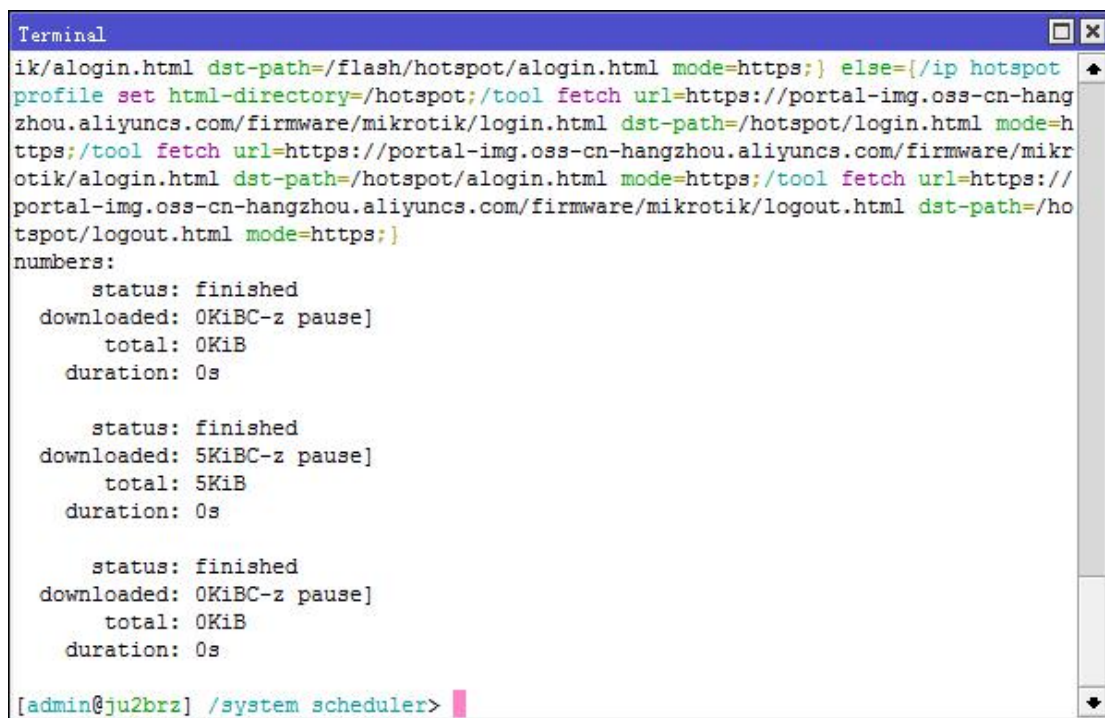 Terminal
ik/alogin.html dst-path=/flash/hotspot/alogin.html mode=https;} else={/ip hotspot
profile set html-directory=/hotspot;/tool fetch url=https://portal-img.oss-cn-hang
zhou.aliyuncs.com/firmware/mikrotik/login.html dst-path=/hotspot/login.html mode=h
ttps;/tool fetch url=https://portal-img.oss-cn-hangzhou.aliyuncs.com/firmware/mikr
otik/alogin.html dst-path=/hotspot/alogin.html mode=https;/tool fetch url=https://
portal-img.oss-cn-hangzhou.aliyuncs.com/firmware/mikrotik/logout.html dst-path=/ho
tspot/logout.html mode=https;}
numbers:
status: finished
downloaded: 0KiBC-z pause]
total: 0KiB
duration: 0s
status: finished
downloaded: 5KiBC-z pause]
total: 5KiB
duration: 0s
status: finished
downloaded: 0KiBC-z pause]
total: 0KiB
duration: 0s
[admin@ju2brz] /system scheduler>